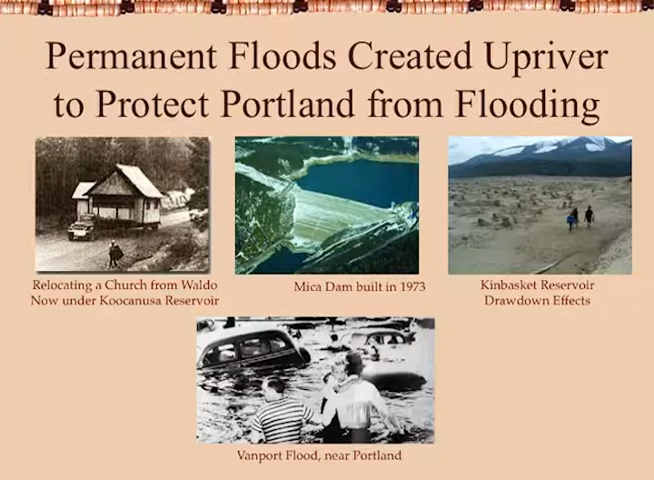 Permanent Floods Created Upriver
to Protect Portland from Flooding
Relocating a Church from Waldo
Now under Koocanusa Reservoir
Mica Dam built in 1973
Kinbasket Reservoir
Drawdown Effects
Vanport Flood, near Portland